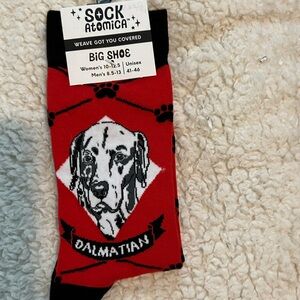 SOCK
ATOMICA
WEAVE GOT YOU COVERED
BIG SHOE
Women's 10-12.5 | Unisex
Men's 8.5-13 | 41-46
DALMATIAN